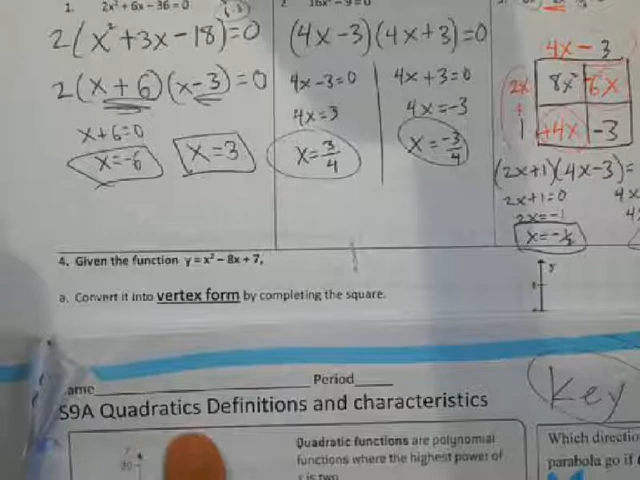 1. 2x² + 6x - 36 = 0
2(x² + 3x - 18) = 0
2(x + 6)(x - 3) = 0
x + 6 = 0
x = -6
x = 3
16x² - 9 = 0
(4x - 3)(4x + 3) = 0
4x - 3 = 0
4x = 3
x = 3/4
4x + 3 = 0
4x = -3
x = -3/4
4x - 3
2x 8x² 6x
+
1 +4x -3
(2x+1)(4x-3) =
2x+1=0
2x = -1
x = -½
4x
4. Given the function y = x² - 8x + 7,
a. Convert it into vertex form by completing the square.
y
Period
S9A Quadratics Definitions and characteristics
Key
Quadratic functions are polynomial
functions where the highest power of
x is two
y
Which directio
parabola go if